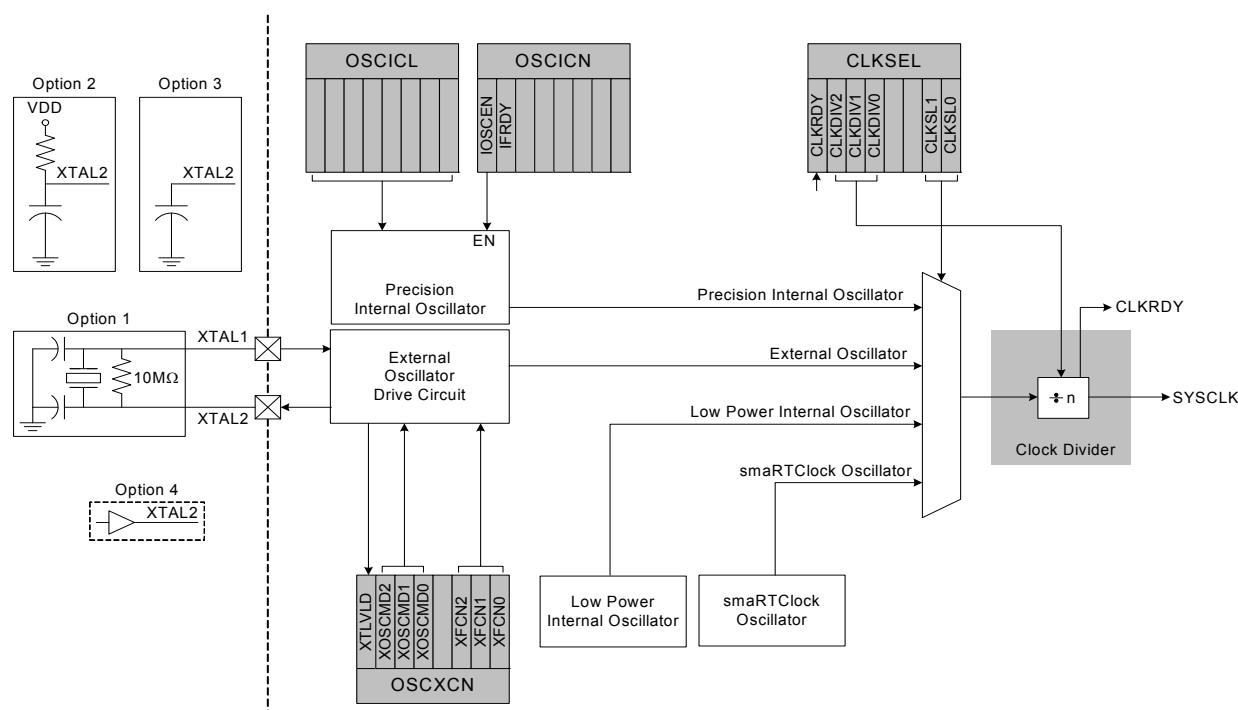 OSCICL
OSCICN
IOSCEN
IFRDY
CLKSEL
CLKRDY
CLKDIV2
CLKDIV1
CLKDIV0
CLKSL1
CLKSL0
Option 2
VDD
XTAL2
Option 3
XTAL2
EN
Precision
Internal Oscillator
Precision Internal Oscillator
CLKRDY
Option 1
XTAL1
10MΩ
XTAL2
External
Oscillator
Drive Circuit
External Oscillator
Low Power Internal Oscillator
smaRTClock Oscillator
÷ n
SYSCLK
Clock Divider
Option 4
XTAL2
XTLVLD
XOSCMD2
XOSCMD1
XOSCMD0
XFCN2
XFCN1
XFCN0
OSCXCN
Low Power
Internal Oscillator
smaRTClock
Oscillator